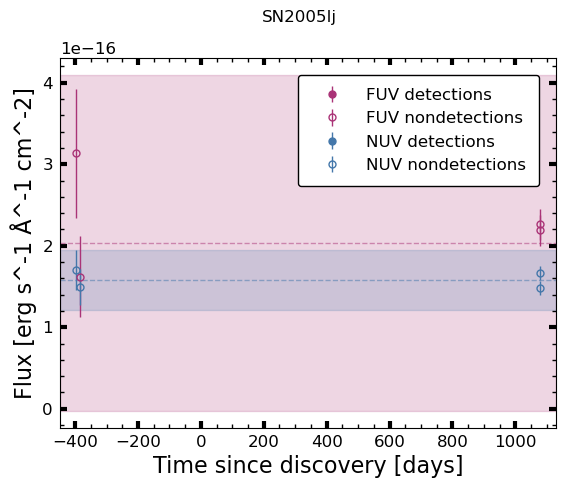 SN2005lj
1e−16
FUV detections
FUV nondetections
NUV detections
NUV nondetections
Flux [erg s^-1 Å^-1 cm^-2]
4
3
2
1
0
−400 −200 0 200 400 600 800 1000
Time since discovery [days]